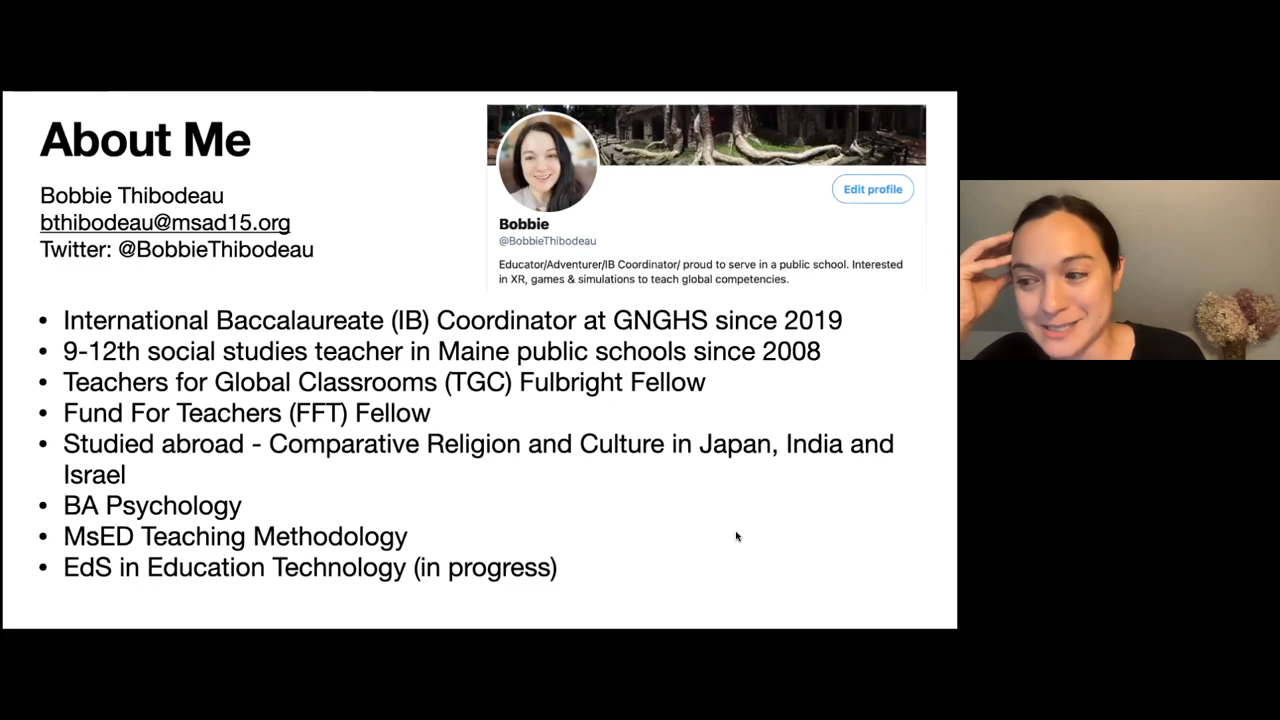 About Me
Bobbie Thibodeau
bthibodeau@msad15.org
Twitter: @BobbieThibodeau
Edit profile
Bobbie
@BobbieThibodeau
Educator/Adventurer/IB Coordinator/ proud to serve in a public school. Interested
in XR, games & simulations to teach global competencies.
• International Baccalaureate (IB) Coordinator at GNGHS since 2019
• 9-12th social studies teacher in Maine public schools since 2008
• Teachers for Global Classrooms (TGC) Fulbright Fellow
• Fund For Teachers (FFT) Fellow
• Studied abroad - Comparative Religion and Culture in Japan, India and
Israel
• BA Psychology
• MsED Teaching Methodology
• EdS in Education Technology (in progress)